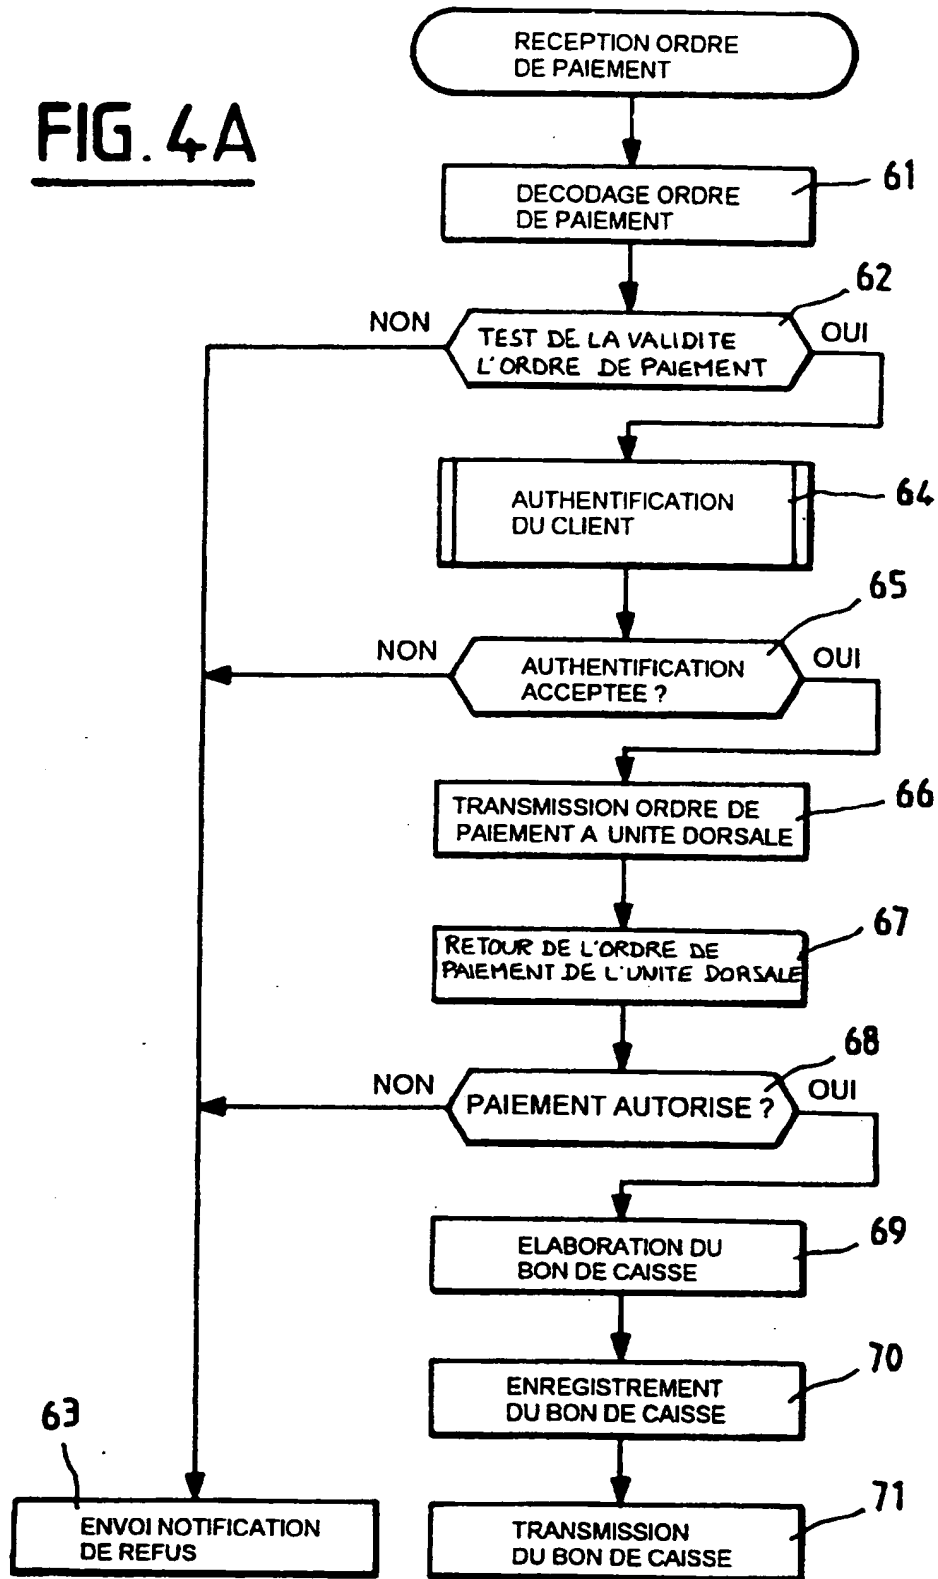 RECEPTION ORDRE
DE PAIEMENT
FIG. 4A
61
DECODAGE ORDRE
DE PAIEMENT
62
NON
OUI
TEST DE LA VALIDITE
L'ORDRE DE PAIEMENT
AUTHENTIFICATION
DU CLIENT
64
65
NON
OUI
AUTHENTIFICATION
ACCEPTEE ?
66
TRANSMISSION ORDRE DE
PAIEMENT A UNITE DORSALE
67
RETOUR DE L'ORDRE DE
PAIEMENT DE L'UNITE DORSALE
68
NON
OUI
PAIEMENT AUTORISE ?
69
ELABORATION DU
BON DE CAISSE
70
ENREGISTREMENT
DU BON DE CAISSE
63
71
ENVOI NOTIFICATION
DE REFUS
TRANSMISSION
DU BON DE CAISSE